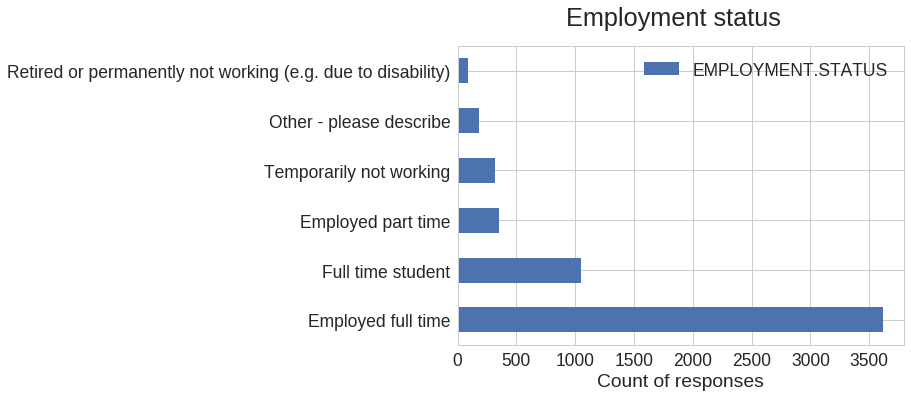 Employment status
EMPLOYMENT.STATUS
Retired or permanently not working (e.g. due to disability)
Other - please describe
Temporarily not working
Employed part time
Full time student
Employed full time
0 500 1000 1500 2000 2500 3000 3500
Count of responses